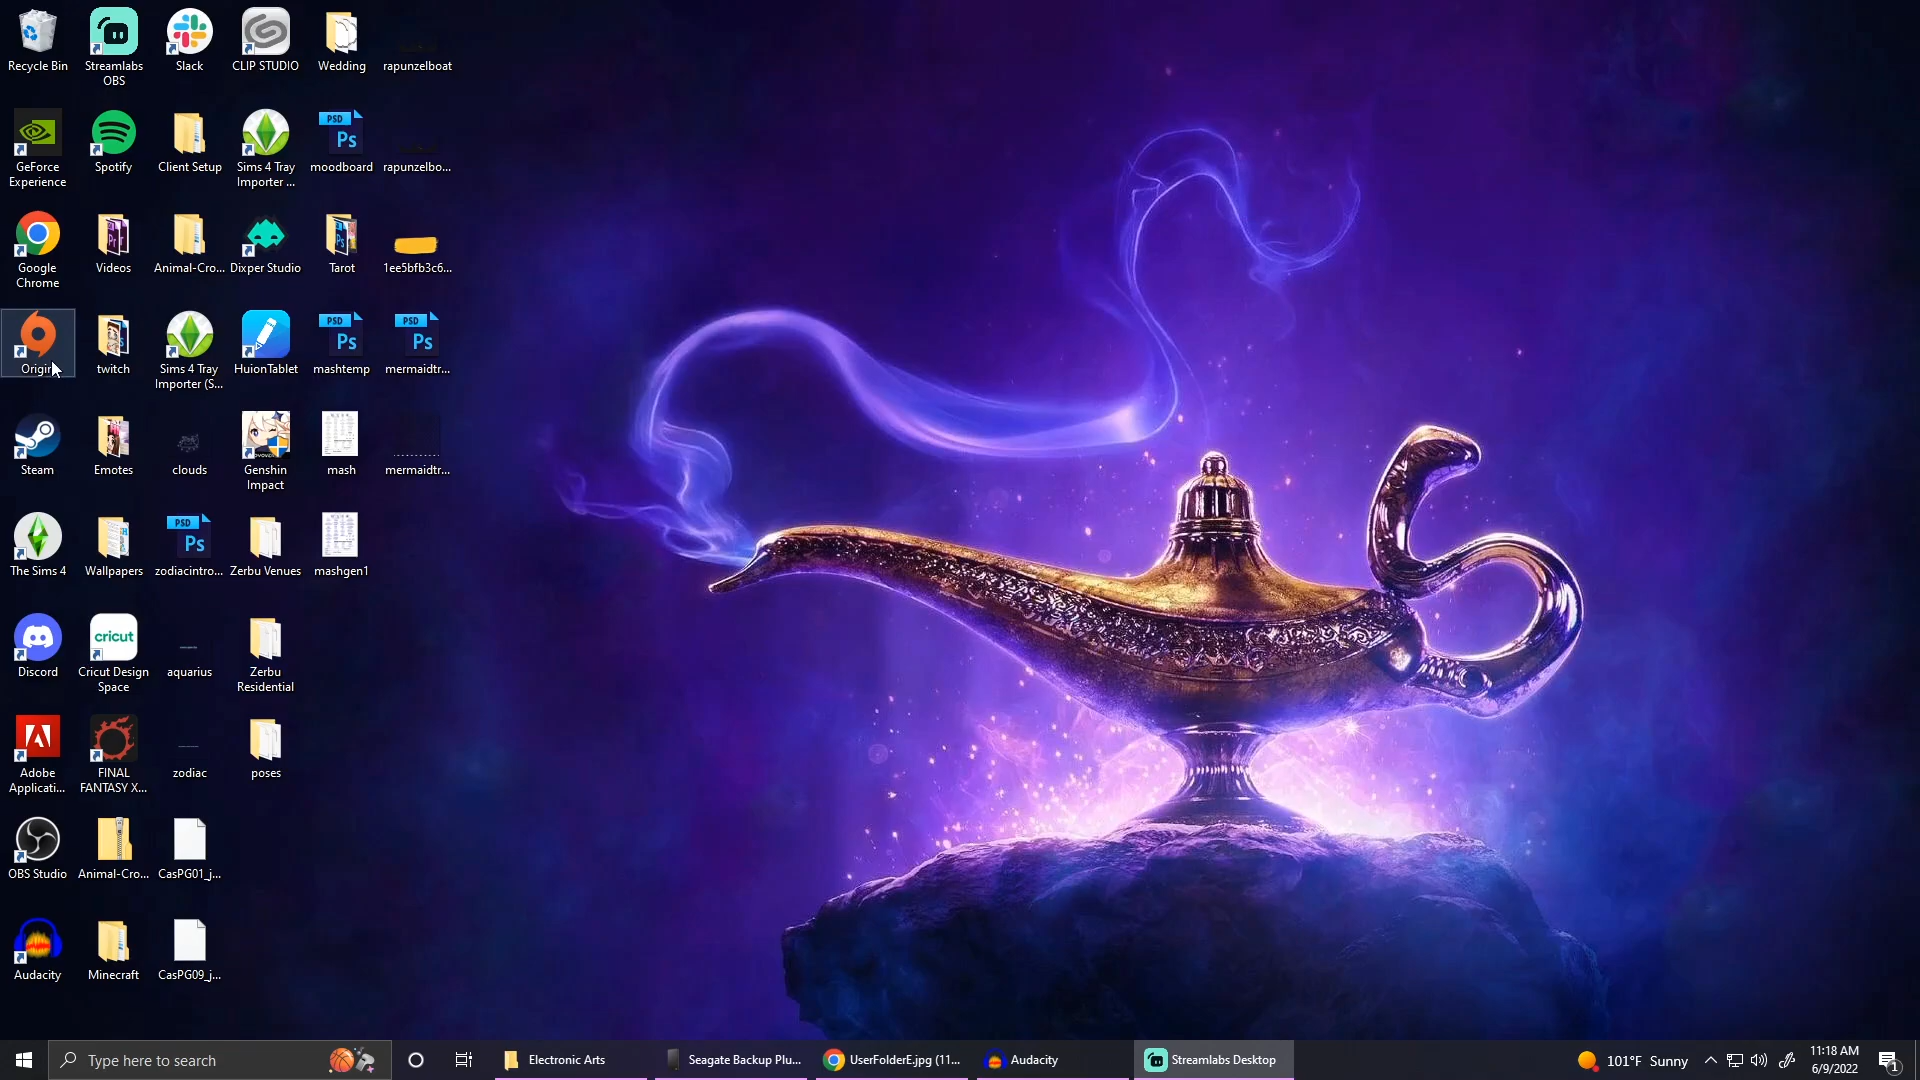 Recycle Bin
Streamlabs
OBS
Slack
CLIP STUDIO
Wedding
rapunzelboat
GeForce
Experience
Spotify
Client Setup
Sims 4 Tray
Importer ...
PSD
Ps
moodboard
rapunzelbo...
Google
Chrome
Videos
Animal-Cro...
Dixper Studio
Tarot
1ee5bfb3c6...
Origin
twitch
Sims 4 Tray
Importer (S...
HuionTablet
PSD
Ps
mashtemp
PSD
Ps
mermaidtr...
Steam
Emotes
clouds
Genshin
Impact
mash
mermaidtr...
The Sims 4
Wallpapers
PSD
Ps
zodiacintro...
Zerbu Venues
mashgen1
Discord
cricut
Cricut Design
Space
aquarius
Zerbu
Residential
Adobe
Applicati...
FINAL
FANTASY X...
zodiac
poses
OBS Studio
Animal-Cro...
CasPG01_j...
Audacity
Minecraft
CasPG09_j...
Type here to search
Electronic Arts
Seagate Backup Plu...
UserFolderE.jpg (11...
Audacity
Streamlabs Desktop
101°F Sunny
11:18 AM
6/9/2022
1